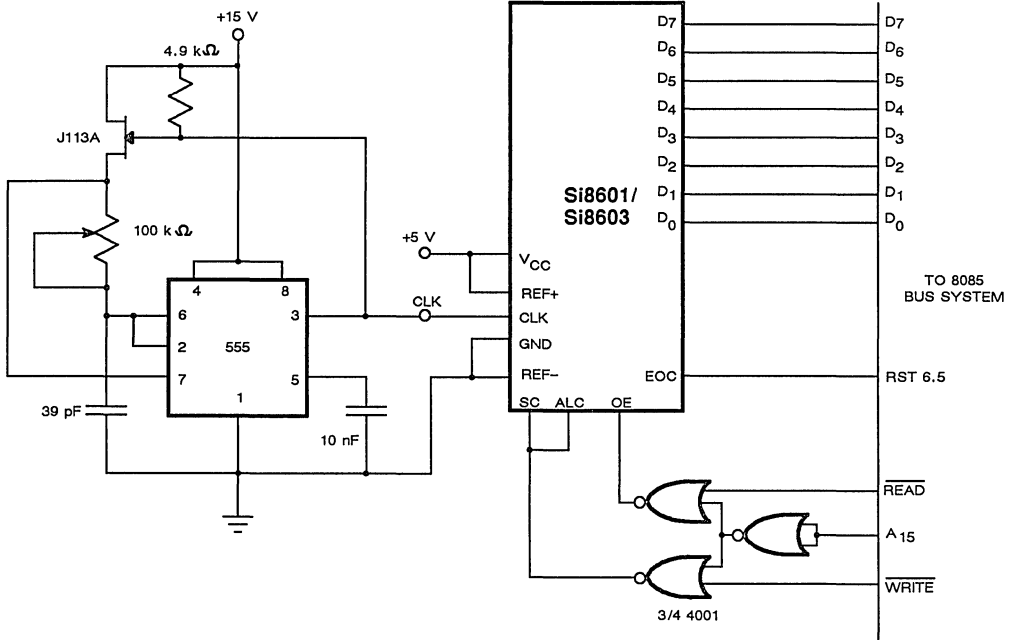 +15 V
4.9 kΩ
J113A
100 kΩ
4
8
6
3
2
555
7
5
1
39 pF
10 nF
CLK
+5 V
Si8601/
Si8603
VCC
REF+
CLK
GND
REF–
SC
ALC
OE
EOC
D7
D6
D5
D4
D3
D2
D1
D0
D7
D6
D5
D4
D3
D2
D1
D0
TO 8085
BUS SYSTEM
RST 6.5
READ
A15
WRITE
3/4 4001